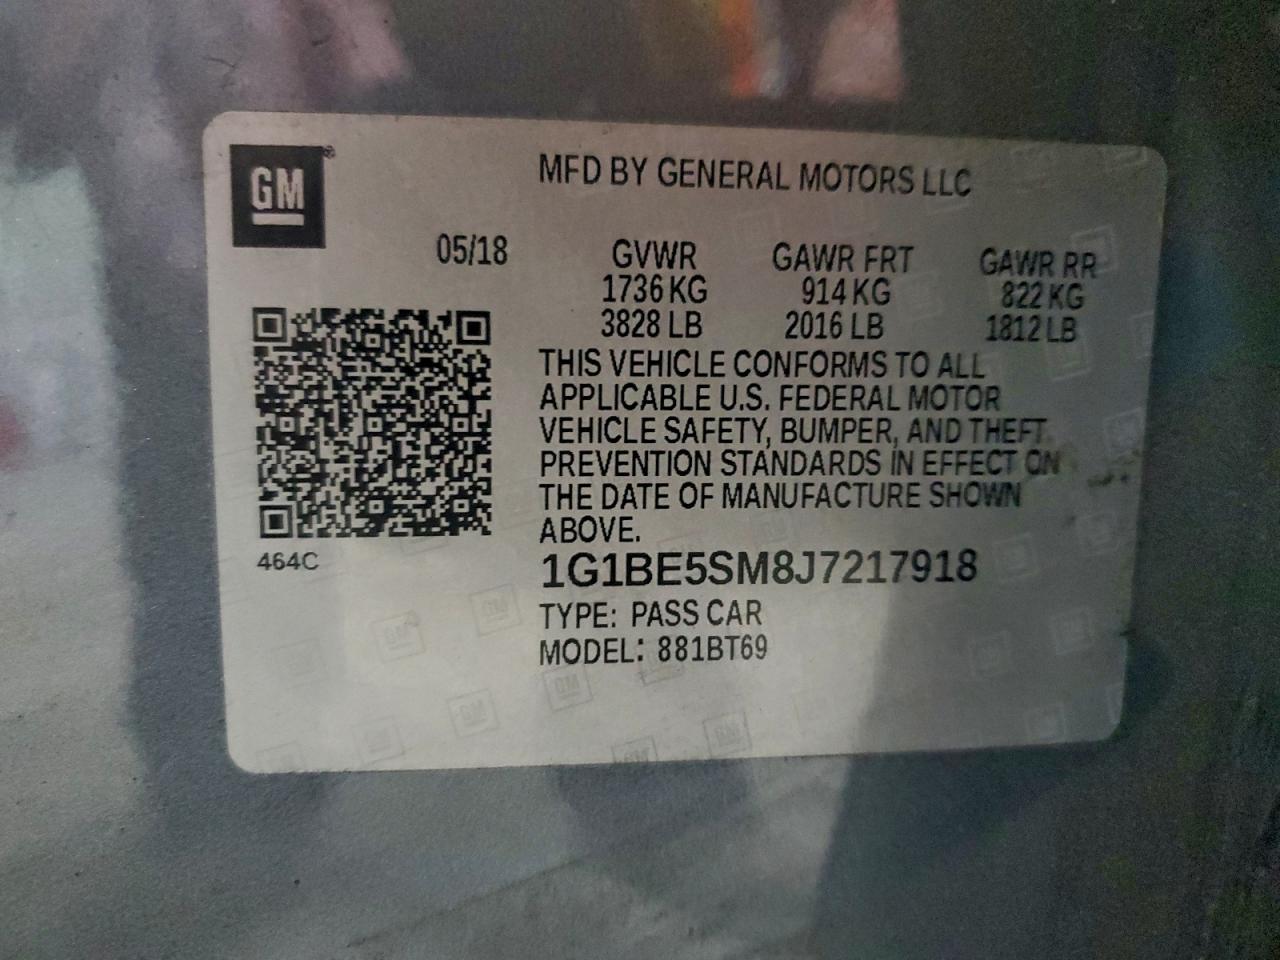 GM
MFD BY GENERAL MOTORS LLC
05/18 GVWR GAWR FRT GAWR RR
1736 KG 914 KG 822 KG
3828 LB 2016 LB 1812 LB
THIS VEHICLE CONFORMS TO ALL
APPLICABLE U.S. FEDERAL MOTOR
VEHICLE SAFETY, BUMPER, AND THEFT
PREVENTION STANDARDS IN EFFECT ON
THE DATE OF MANUFACTURE SHOWN
ABOVE.
464C
1G1BE5SM8J7217918
TYPE: PASS CAR
MODEL: 881BT69